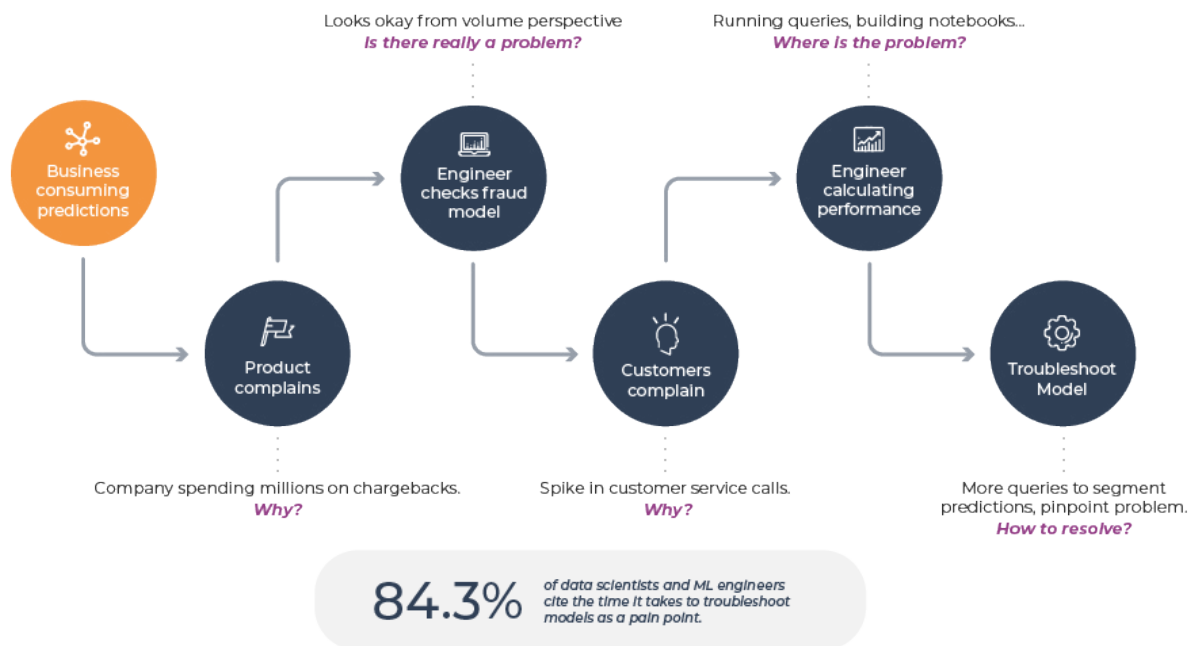 Looks okay from volume perspective
Is there really a problem?
Running queries, building notebooks...
Where is the problem?
Business
consuming
predictions
Product
complains
Engineer
checks fraud
model
Customers
complain
Engineer
calculating
performance
Troubleshoot
Model
Company spending millions on chargebacks.
Why?
Spike in customer service calls.
Why?
More queries to segment
predictions, pinpoint problem.
How to resolve?
84.3%
of data scientists and ML engineers
cite the time it takes to troubleshoot
models as a pain point.